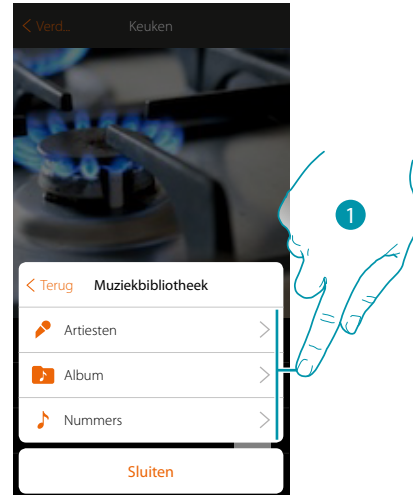 < Verd... Keuken
1
< Terug Muziekbibliotheek
Artiesten
Album
Nummers
Sluiten